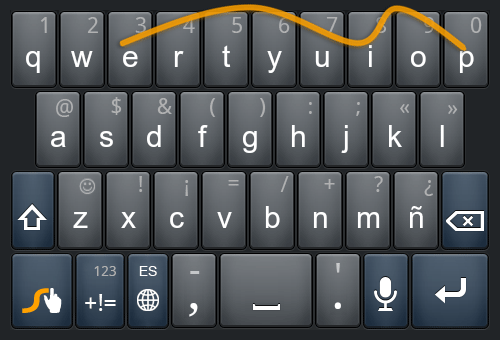 1 2 3 4 5 6 7 8 9 0
q w e r t y u i o p
@ $ & ( ) : ; « »
a s d f g h j k l
☺ ! ¡ = / + ? ¿
z x c v b n m ñ
123 ES - '
+!= , .